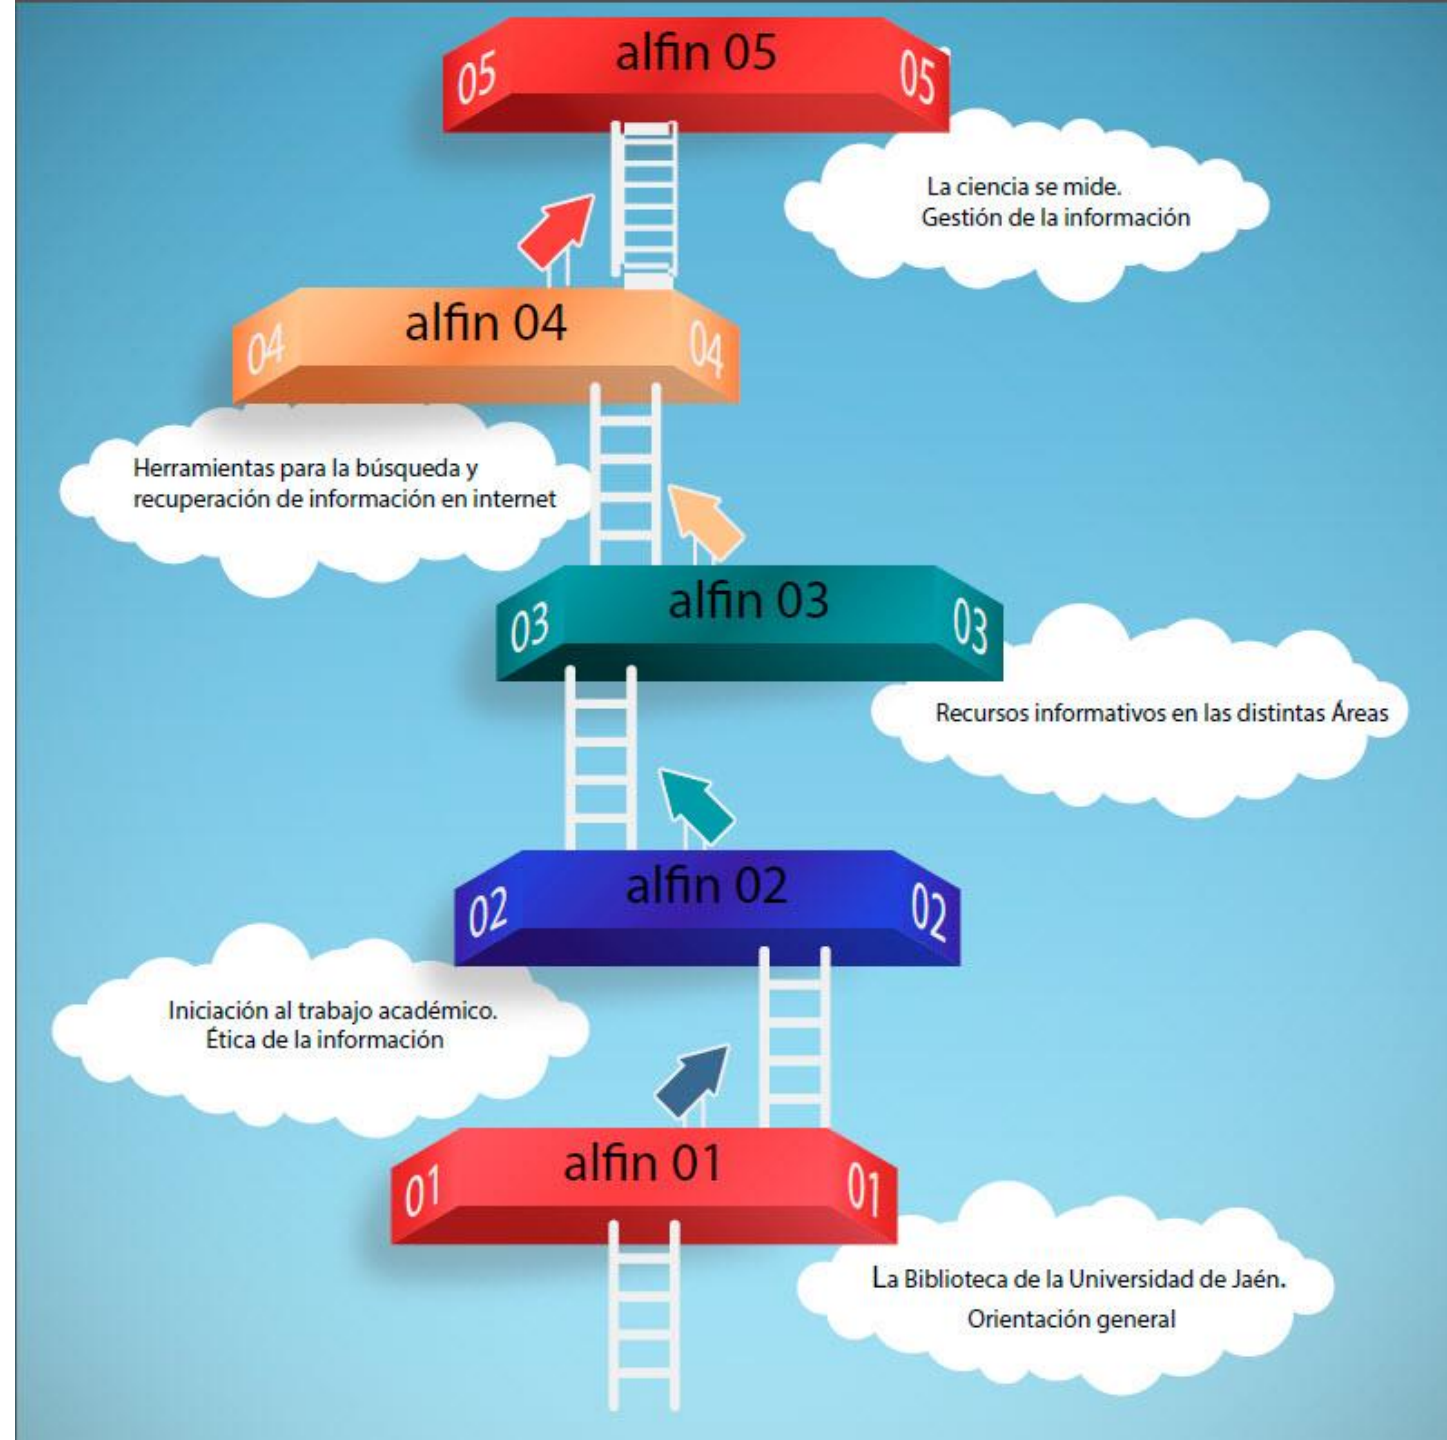 05
alfin 05
05
La ciencia se mide.
Gestión de la información
04
alfin 04
04
Herramientas para la búsqueda y
recuperación de información en internet
03
alfin 03
03
Recursos informativos en las distintas Áreas
02
alfin 02
02
Iniciación al trabajo académico.
Ética de la información
01
alfin 01
01
La Biblioteca de la Universidad de Jaén.
Orientación general